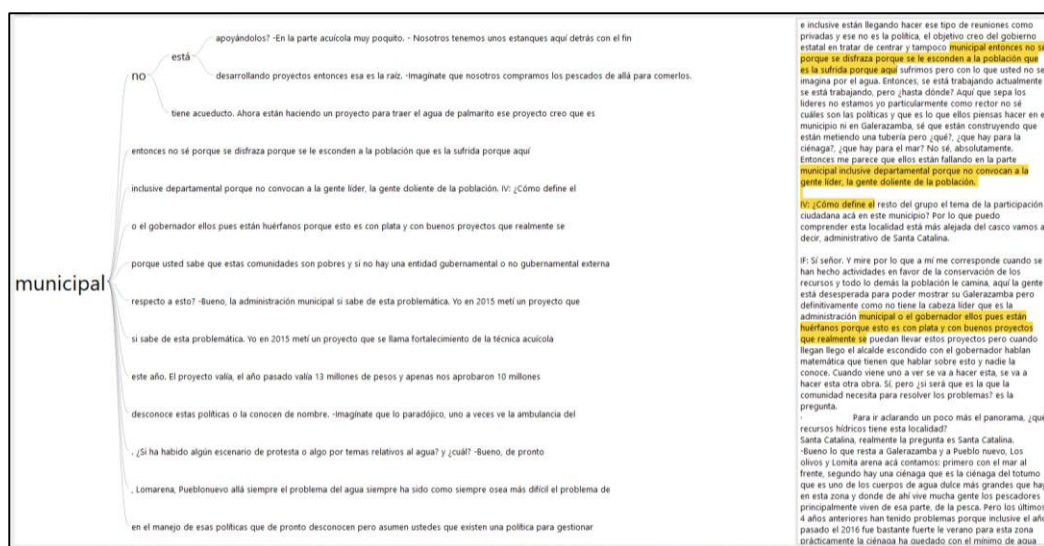 apoyándolos? -En la parte acuícola muy poquito. - Nosotros tenemos unos estanques aquí detrás con el fin
está
no
desarrollando proyectos entonces esa es la raíz. -Imagínate que nosotros compramos los pescados de allá para comerlos.
tiene acueducto. Ahora están haciendo un proyecto para traer el agua de palmarito ese proyecto creo que es
entonces no sé porque se disfraza porque se le esconden a la población que es la sufrida porque aquí
inclusive departamental porque no convocan a la gente líder, la gente doliente de la población. IV: ¿Cómo define el
o el gobernador ellos pues están huérfanos porque esto es con plata y con buenos proyectos que realmente se
porque usted sabe que estas comunidades son pobres y si no hay una entidad gubernamental o no gubernamental externa
municipal
respecto a esto? -Bueno, la administración municipal si sabe de esta problemática. Yo en 2015 metí un proyecto que
si sabe de esta problemática. Yo en 2015 metí un proyecto que se llama fortalecimiento de la técnica acuícola
este año. El proyecto valía, el año pasado valía 13 millones de pesos y apenas nos aprobaron 10 millones
desconoce estas políticas o la conocen de nombre. -Imagínate que lo paradójico, uno a veces ve la ambulancia del
. ¿Si ha habido algún escenario de protesta o algo por temas relativos al agua? y ¿cuál? -Bueno, de pronto
, Lomarena, Pueblonuevo allá siempre el problema del agua siempre ha sido como siempre osea más difícil el problema de
en el manejo de esas políticas que de pronto desconocen pero asumen ustedes que existen una política para gestionar
e inclusive están llegando hacer ese tipo de reuniones como
privadas y ese no es la política, el objetivo creo del gobierno
estatal en tratar de centrar y tampoco municipal entonces no sé
porque se disfraza porque se le esconden a la población que
es la sufrida porque aquí sufrimos pero con lo que usted no se
imagina por el agua. Entonces, se está trabajando actualmente
se está trabajando, pero ¿hasta dónde? Aquí que sepa los
líderes no estamos yo particularmente como rector no sé
cuáles son las políticas y que es lo que ellos piensas hacer en e
municipio ni en Galerazamba, sé que están construyendo que
están metiendo una tubería pero ¿qué?, ¿que hay para la
ciénaga?, ¿que hay para el mar? No sé, absolutamente.
Entonces me parece que ellos están fallando en la parte
municipal inclusive departamental porque no convocan a la
gente líder, la gente doliente de la población.
IV: ¿Cómo define el resto del grupo el tema de la participación
ciudadana acá en este municipio? Por lo que puedo
comprender esta localidad está más alejada del casco vamos a
decir, administrativo de Santa Catalina.
IF: Sí señor. Y mire por lo que a mí me corresponde cuando se
han hecho actividades en favor de la conservación de los
recursos y todo lo demás la población le camina, aquí la gente
está desesperada para poder mostrar su Galerazamba pero
definitivamente como no tiene la cabeza líder que es la
administración municipal o el gobernador ellos pues están
huérfanos porque esto es con plata y con buenos proyectos
que realmente se puedan llevar estos proyectos pero cuando
llegan llego el alcalde escondido con el gobernador hablan
matemática que tienen que hablar sobre esto y nadie la
conoce. Cuando viene uno a ver se va a hacer esta, se va a
hacer esta otra obra. Sí, pero ¿si será que es la que la
comunidad necesita para resolver los problemas? es la
pregunta.
· Para ir aclarando un poco más el panorama, ¿qué
recursos hídricos tiene esta localidad?
Santa Catalina, realmente la pregunta es Santa Catalina.
-Bueno lo que resta a Galerazamba y a Pueblo nuevo, Los
olivos y Lomita arena acá contamos: primero con el mar al
frente, segundo hay una ciénaga que es la ciénaga del totumo
que es uno de los cuerpos de agua dulce más grandes que hay
en esta zona y donde de ahí vive mucha gente los pescadores
principalmente viven de esa parte, de la pesca. Pero los últimos
4 años anteriores han tenido problemas porque inclusive el año
pasado el 2016 fue bastante fuerte le verano para esta zona
prácticamente la ciénaga ha quedado con el mínimo de agua